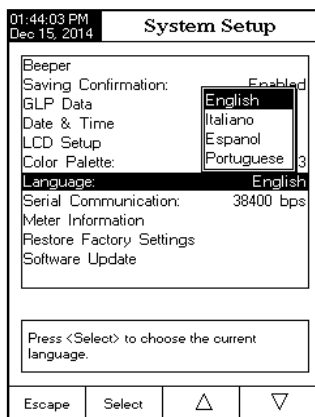 01:44:03 PM
Dec 15, 2014
System Setup
Beeper
Saving Confirmation: Enabled
GLP Data
Date & Time
LCD Setup
Color Palette: 3
Language: English
Serial Communication: 38400 bps
Meter Information
Restore Factory Settings
Software Update
English
Italiano
Espanol
Portuguese
Press <Select> to choose the current
language.
Escape
Select